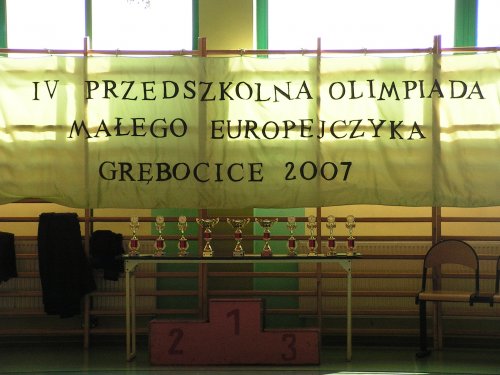 IV PRZEDSZKOLNA OLIMPIADA
MAŁEGO EUROPEJCZYKA
GRĘBOCICE 2007
1
2
3